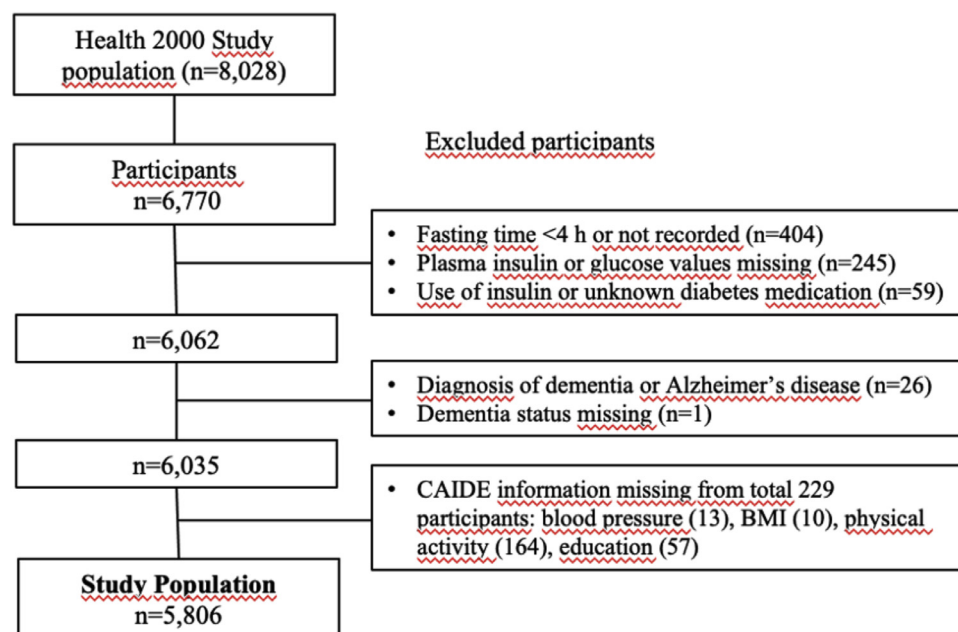 Health 2000 Study
population (n=8,028)
Excluded participants
Participants
n=6,770
• Fasting time <4 h or not recorded (n=404)
• Plasma insulin or glucose values missing (n=245)
• Use of insulin or unknown diabetes medication (n=59)
n=6,062
• Diagnosis of dementia or Alzheimer’s disease (n=26)
• Dementia status missing (n=1)
n=6,035
• CAIDE information missing from total 229
participants: blood pressure (13), BMI (10), physical
activity (164), education (57)
Study Population
n=5,806